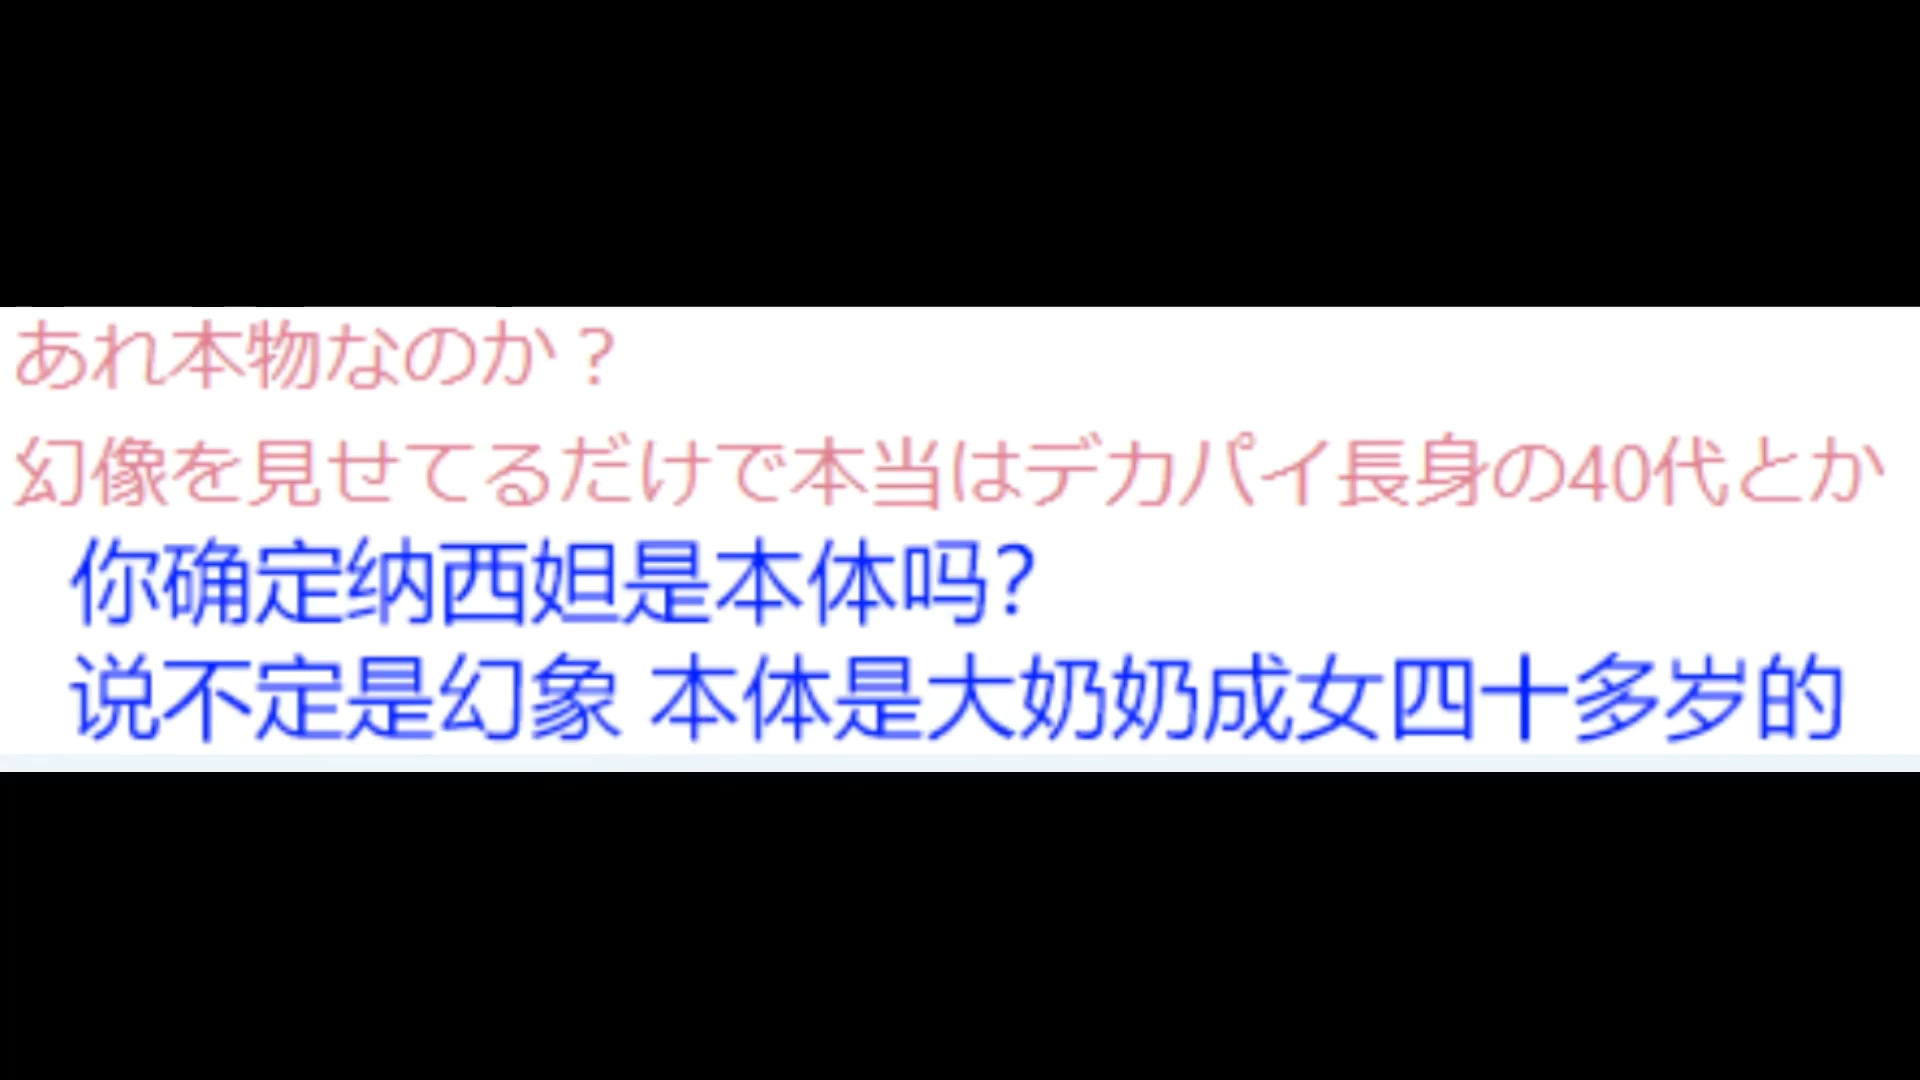 あれ本物なのか？
幻像を見せてるだけで本当はデカパイ長身の40代とか
你确定纳西妲是本体吗？
说不定是幻象 本体是大奶奶成女四十多岁的